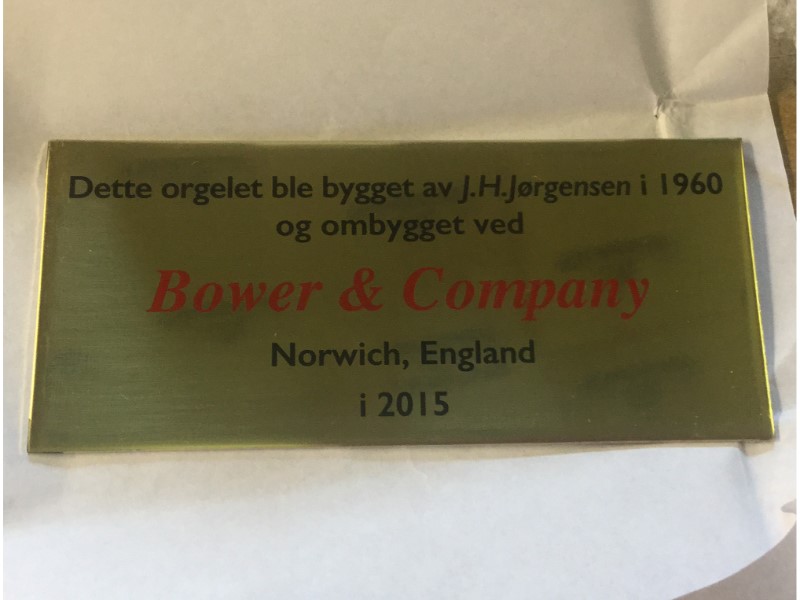 Dette orgelet ble bygget av J.H.Jørgensen i 1960
og ombygget ved
Bower & Company
Norwich, England
i 2015